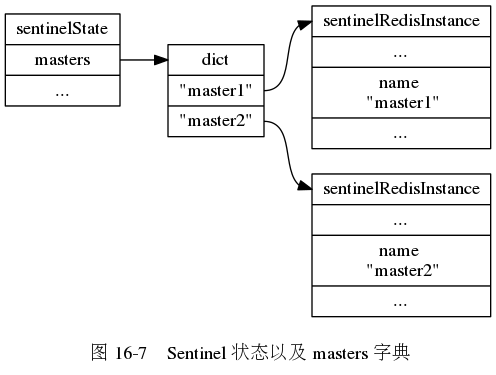 sentinelState
masters
...
dict
"master1"
"master2"
sentinelRedisInstance
...
name
"master1"
...
sentinelRedisInstance
...
name
"master2"
...
图 16-7 Sentinel 状态以及 masters 字典